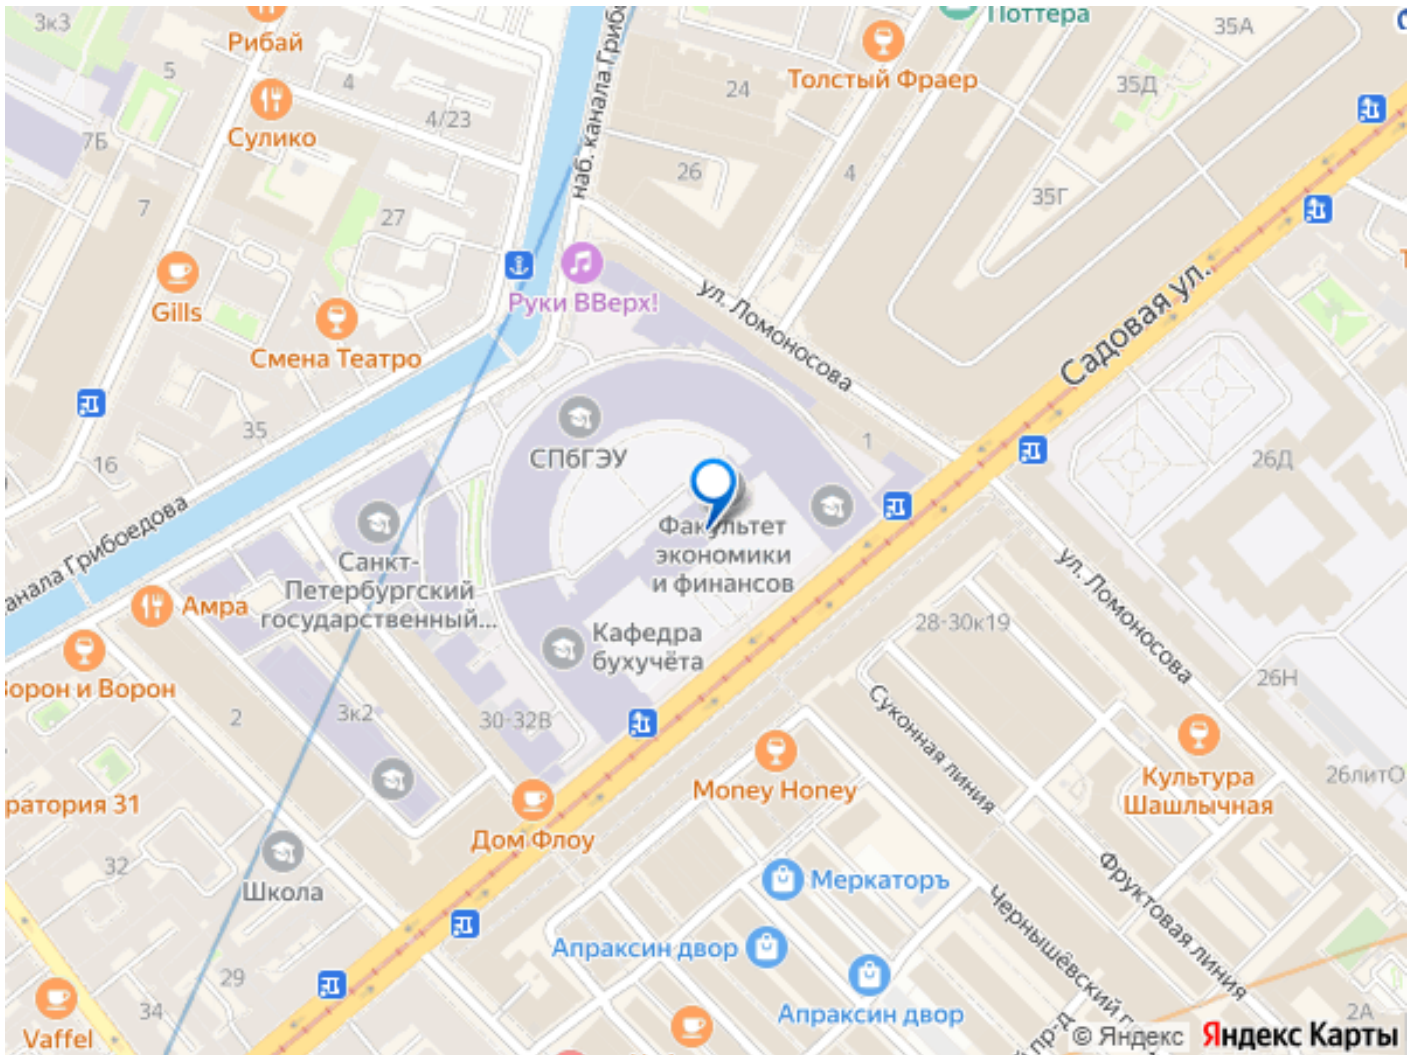 3к3
Рибай
Поттера
35А
5
4
24
Толстый Фраер
35Д
4/23
Сулико
7Б
наб. канала Грибо
26
4
35Г
7
27
Gills
Руки ВВерх!
ул. Ломоносова
Садовая ул.
Смена Театро
35
1
16
СПбГЭУ
26Д
Факультет
экономики
и финансов
анала Грибоедова
Санкт-
Петербургский
государственный...
ул. Ломоносова
Амра
Кафедра
бухучёта
28-30к19
26Н
орон и Ворон
2
3к2
30-32В
Суконная линия
Money Honey
Культура
Шашлычная
26литО
ратория 31
Дом Флоу
32
Школа
Меркаторъ
Фруктовая линия
Апраксин двор
Чернышёвский п
29
34
Апраксин двор
2А
Vaffel
й пр-д
© Яндекс
Яндекс Карты